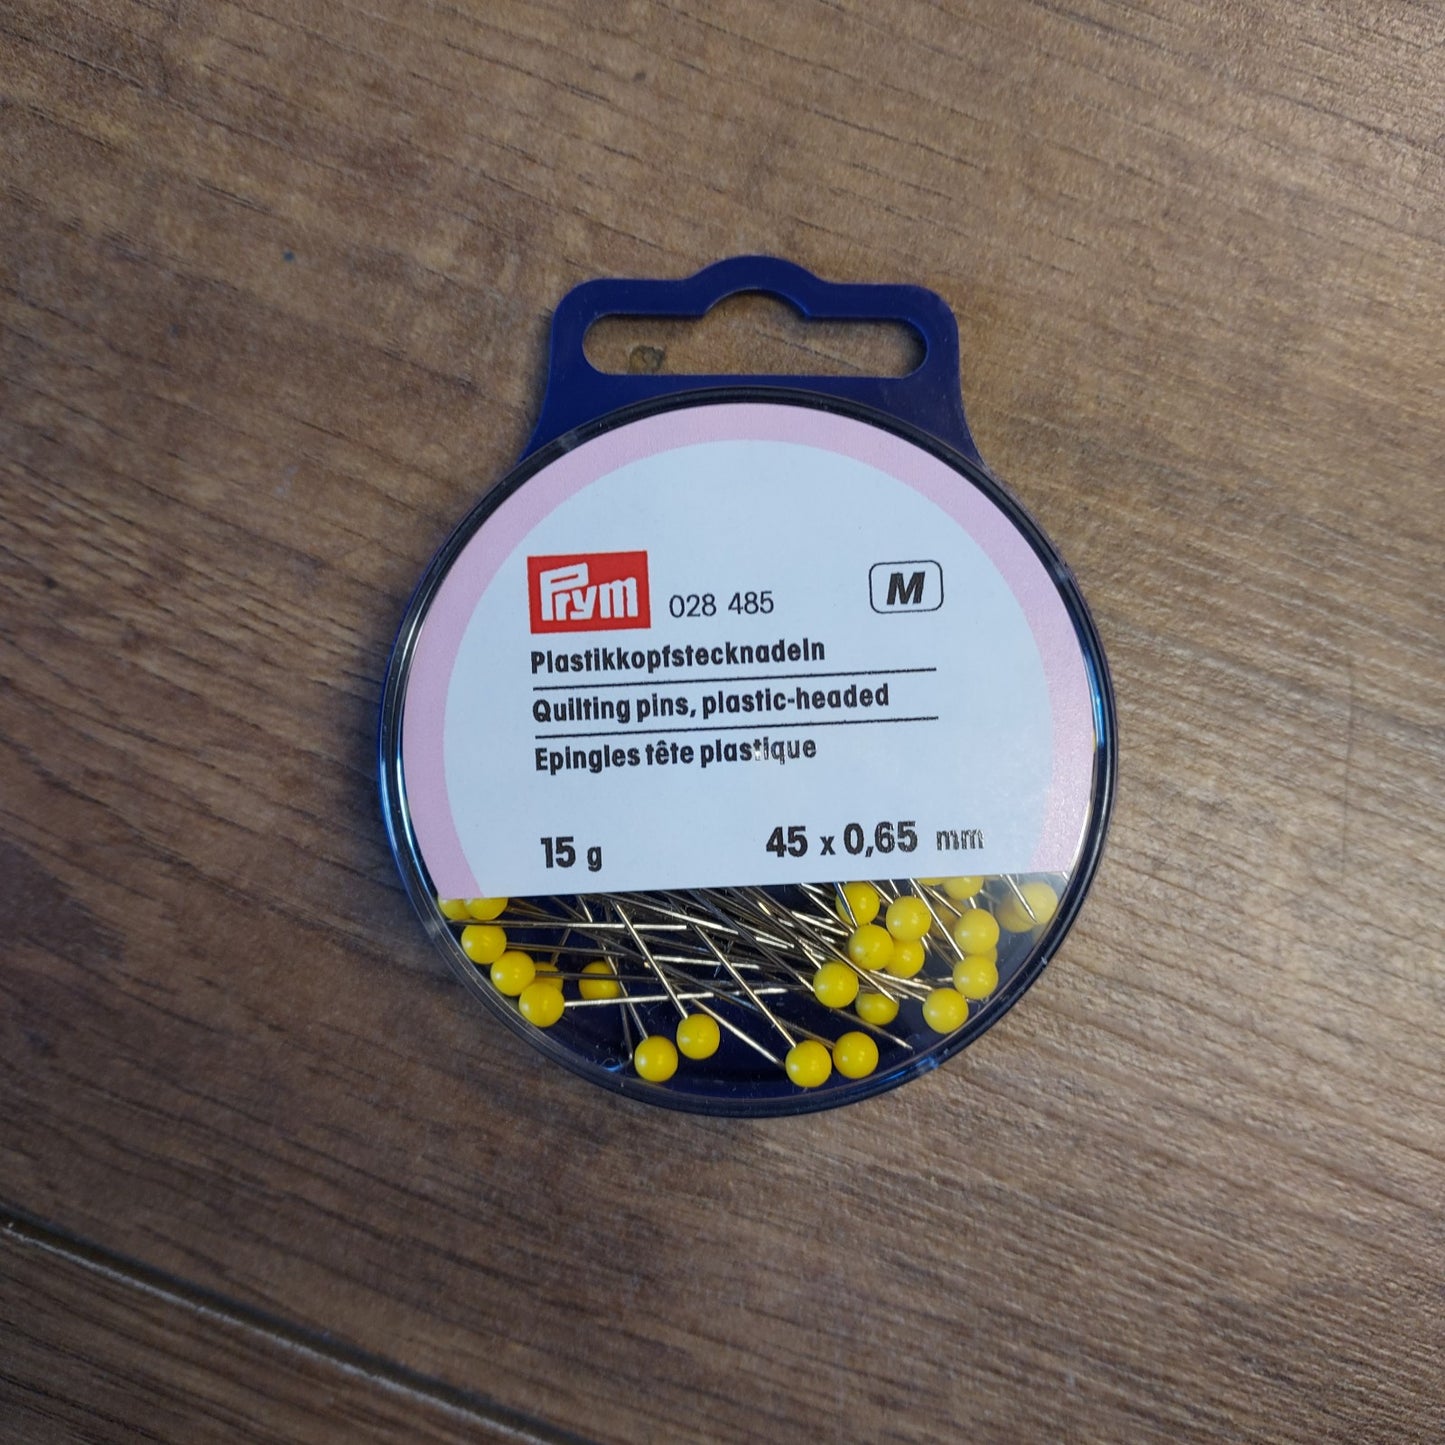 Prym 028 485 M
Plastikkopfstecknadeln
Quilting pins, plastic-headed
Epingles tête plastique
15 g 45 x 0,65 mm